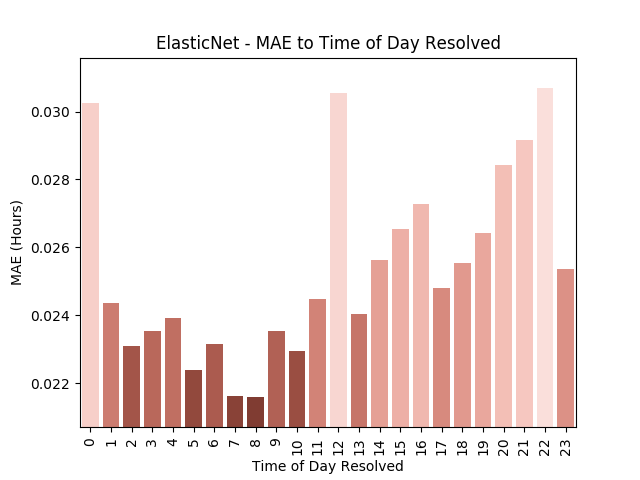 ElasticNet - MAE to Time of Day Resolved
MAE (Hours)
0.030
0.028
0.026
0.024
0.022
0 1 2 3 4 5 6 7 8 9 10 11 12 13 14 15 16 17 18 19 20 21 22 23
Time of Day Resolved